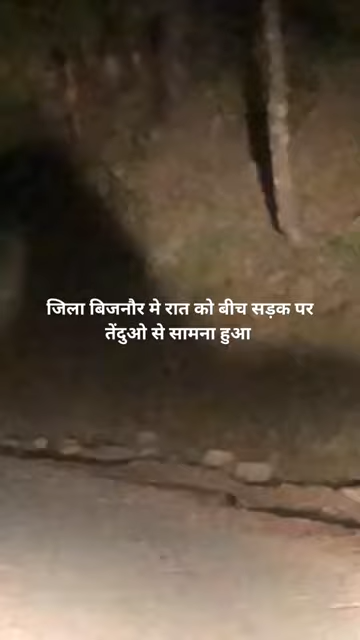 जिला बिजनौर मे रात को बीच सड़क पर
तेंदुओ से सामना हुआ